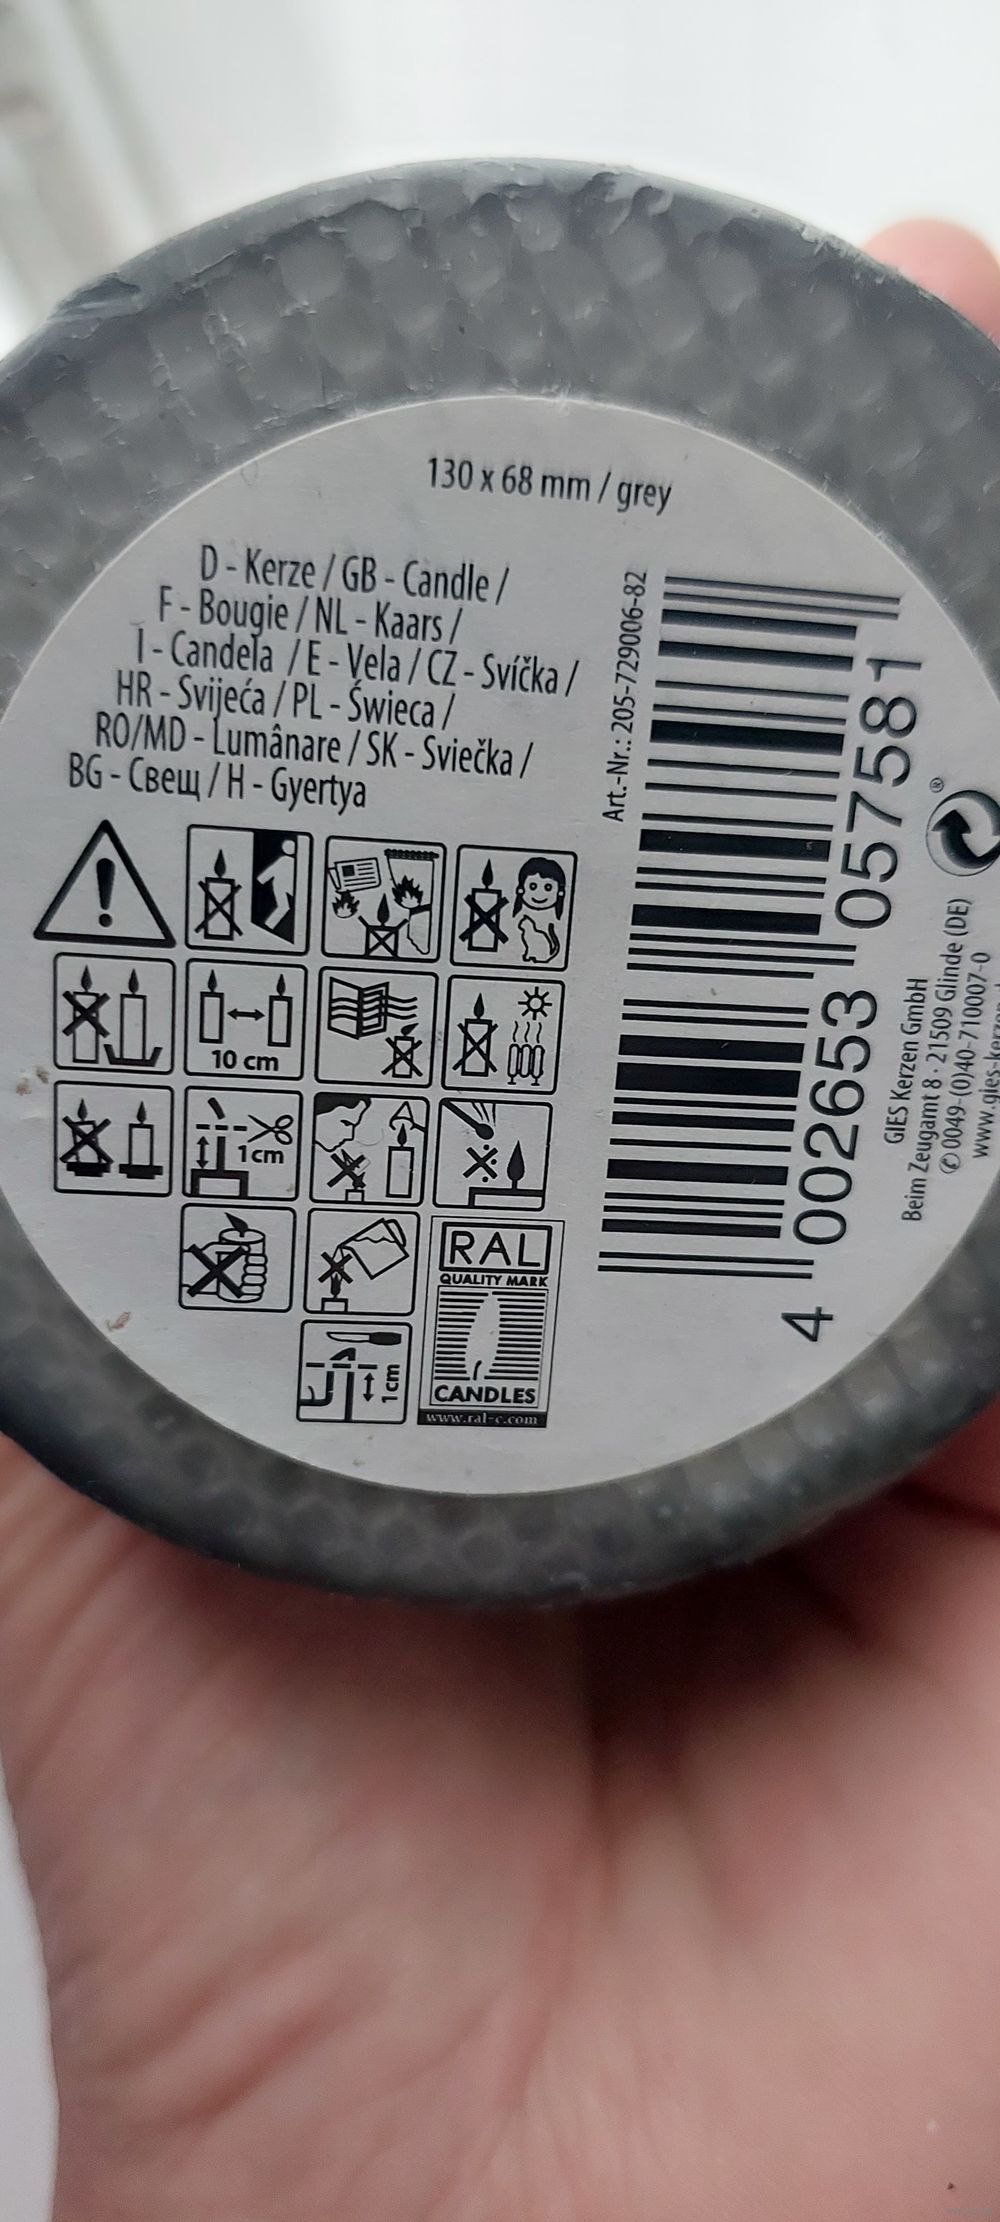 130 x 68 mm / grey
D - Kerze / GB - Candle /
F - Bougie / NL - Kaars /
I - Candela / E - Vela / CZ - Svíčka /
HR - Svijeća / PL - Świeca /
RO/MD - Lumânare / SK - Sviečka /
BG - Свещ / H - Gyertya
10 cm
1cm
1cm
RAL
QUALITY MARK
CANDLES
www.ral-c.com
Art.-Nr.: 205-729006-82
4 002653 057581
®
GIES Kerzen GmbH
Beim Zeugamt 8 · 21509 Glinde (DE)
✆ 0049-(0)40-710007-0
www.gies-kerzen